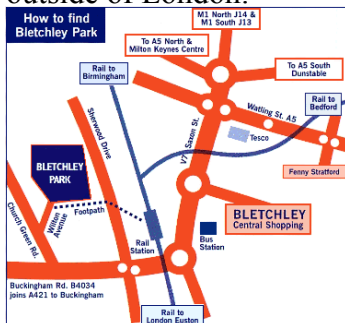 outside of London.
How to find
Bletchley Park
M1 North J14 &
M1 South J13
To A5 North &
Milton Keynes Centre
To A5 South
Dunstable
Rail to
Birmingham
Rail to
Bedford
Watling St. A5
Sherwood Drive
V7 Saxon St.
Tesco
Fenny Stratford
BLETCHLEY
PARK
Church Green Rd.
Wilton
Avenue
Footpath
Rail
Station
Bus
Station
BLETCHLEY
Central Shopping
Buckingham Rd. B4034
joins A421 to Buckingham
Rail to
London Euston